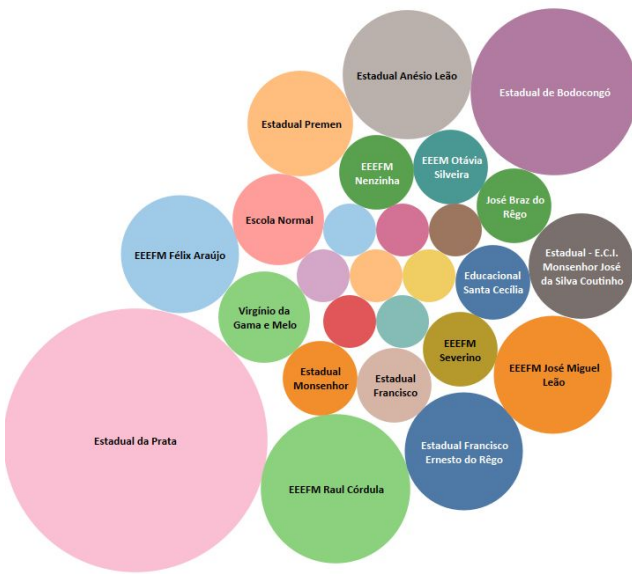 Estadual Anésio Leão
Estadual de Bodocongó
Estadual Premen
EEEFM
Nenzinha
EEEM Otávia
Silveira
José Braz do
Rêgo
Escola Normal
EEEFM Félix Araújo
Estadual - E.C.I.
Monsenhor José
da Silva Coutinho
Educacional
Santa Cecília
Virgínio da
Gama e Melo
EEEFM
Severino
EEEFM José Miguel
Leão
Estadual
Monsenhor
Estadual
Francisco
Estadual da Prata
Estadual Francisco
Ernesto do Rêgo
EEEFM Raul Córdula